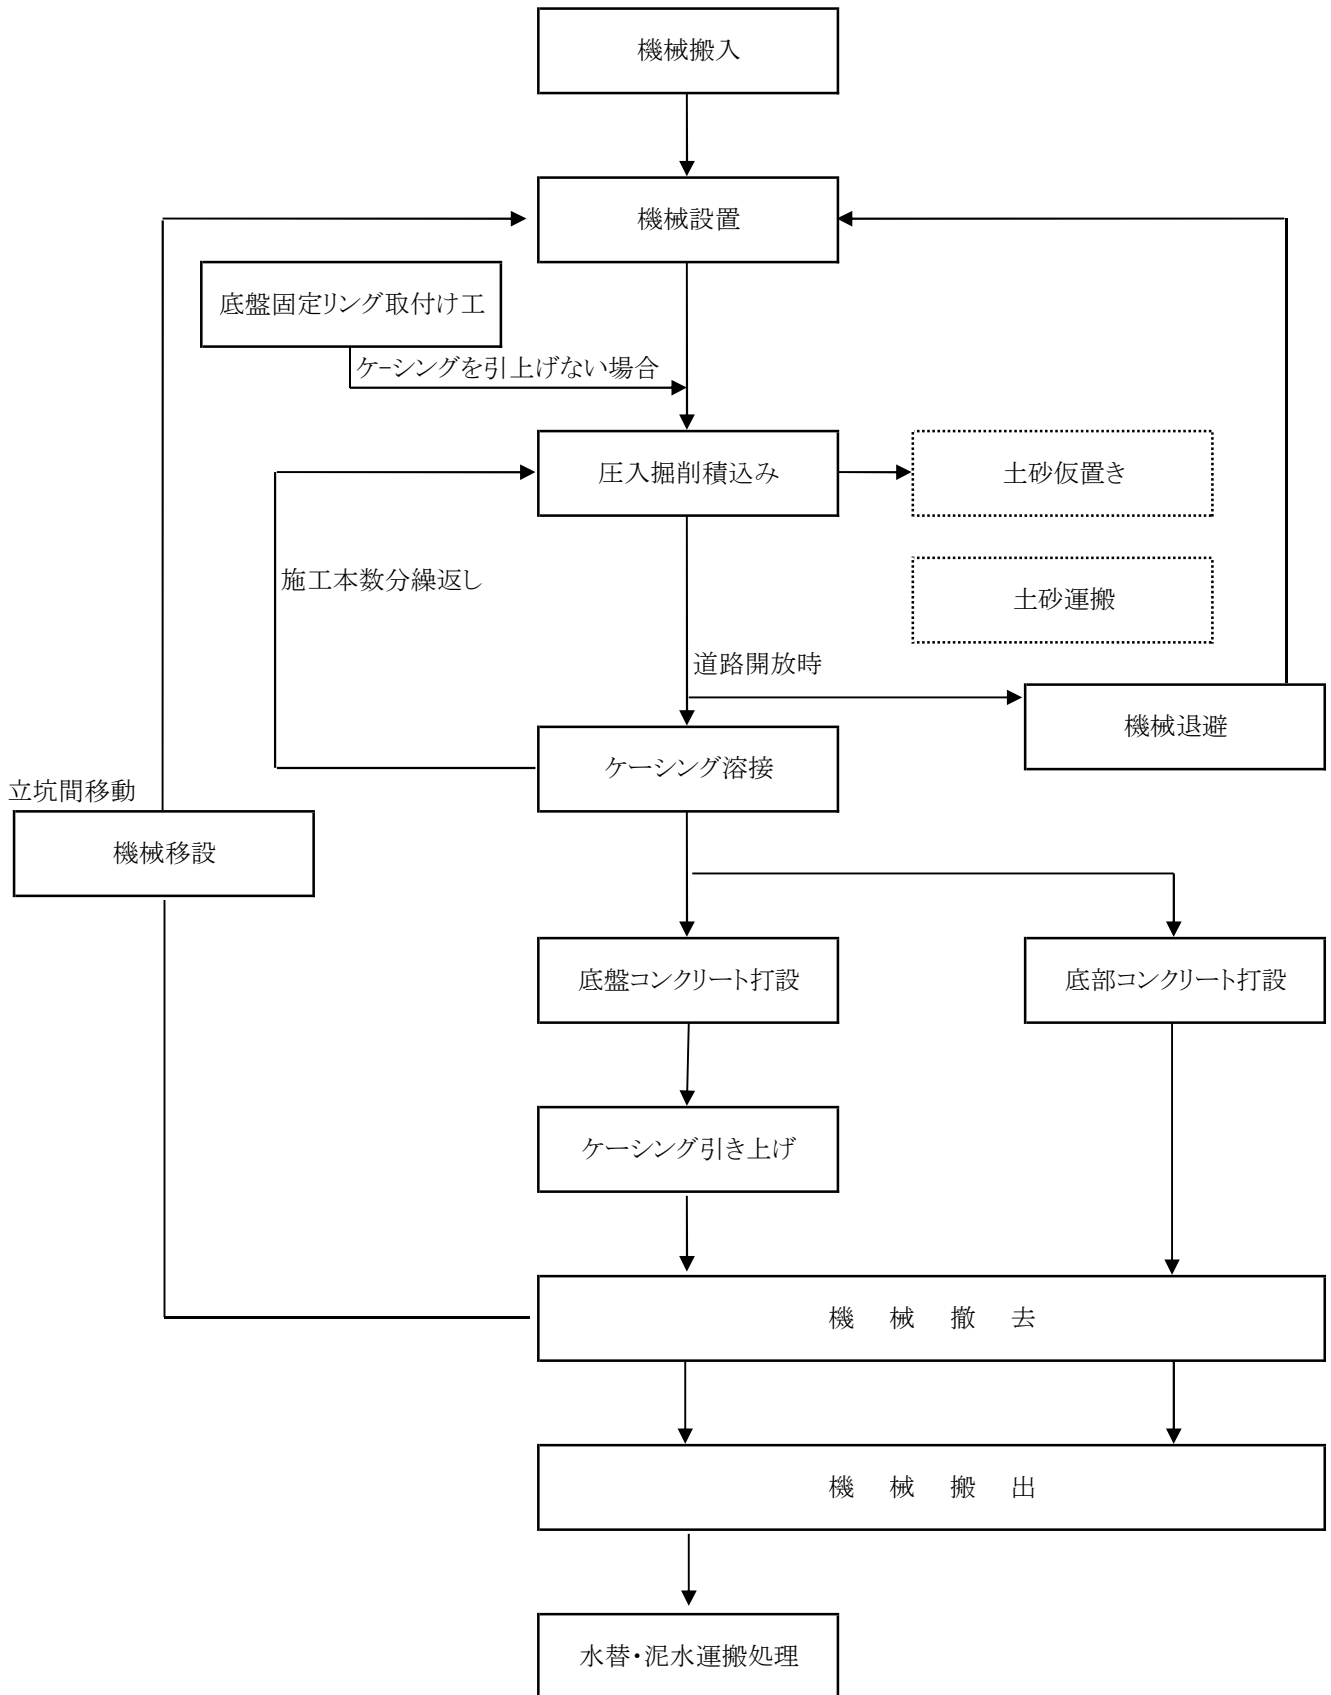 機械搬入
機械設置
底盤固定リング取付け工
ケ-シングを引上げない場合
圧入掘削積込み
土砂仮置き
施工本数分繰返し
土砂運搬
道路開放時
機械退避
ケーシング溶接
立坑間移動
機械移設
底盤コンクリート打設
底部コンクリート打設
ケーシング引き上げ
機 械 撤 去
機 械 搬 出
水替・泥水運搬処理